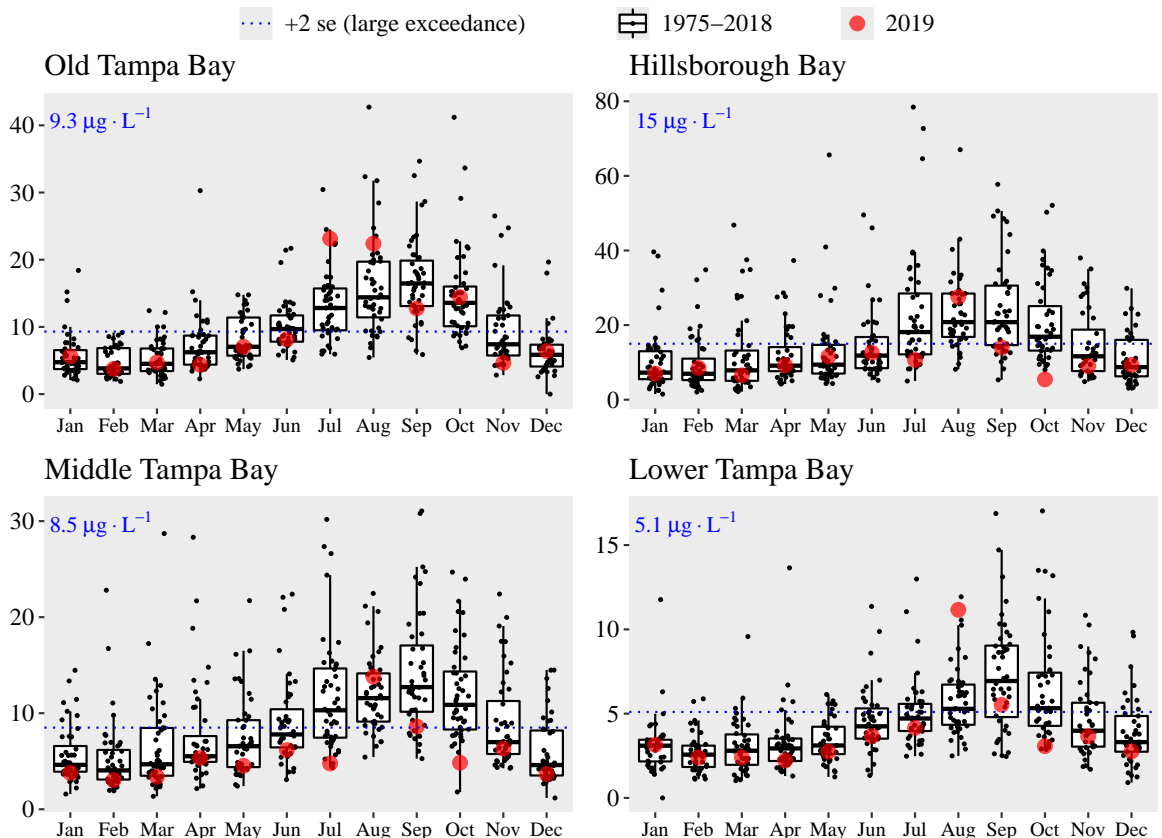 +2 se (large exceedance) 1975–2018 2019
Old Tampa Bay
9.3 μg · L⁻¹
40
30
20
10
0
Jan Feb Mar Apr May Jun Jul Aug Sep Oct Nov Dec
Hillsborough Bay
15 μg · L⁻¹
80
60
40
20
0
Jan Feb Mar Apr May Jun Jul Aug Sep Oct Nov Dec
Middle Tampa Bay
8.5 μg · L⁻¹
30
20
10
0
Jan Feb Mar Apr May Jun Jul Aug Sep Oct Nov Dec
Lower Tampa Bay
5.1 μg · L⁻¹
15
10
5
0
Jan Feb Mar Apr May Jun Jul Aug Sep Oct Nov Dec